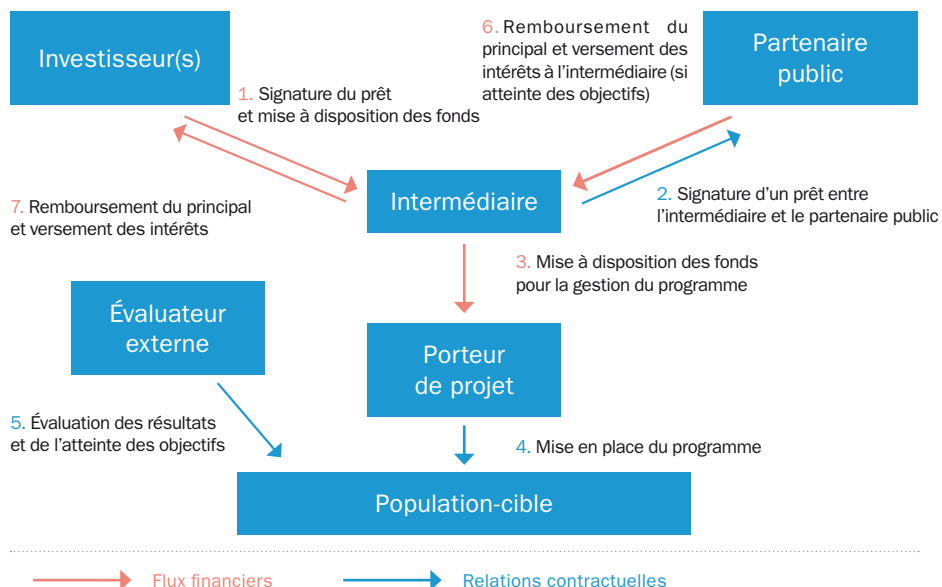 Investisseur(s)
6. Remboursement du
principal et versement des
intérêts à l'intermédiaire (si
atteinte des objectifs)
Partenaire
public
1. Signature du prêt
et mise à disposition des fonds
7. Remboursement du principal
et versement des intérêts
Intermédiaire
2. Signature d'un prêt entre
l'intermédiaire et le partenaire public
3. Mise à disposition des fonds
pour la gestion du programme
Évaluateur
externe
Porteur
de projet
5. Évaluation des résultats
et de l'atteinte des objectifs
4. Mise en place du programme
Population-cible
Flux financiers
Relations contractuelles